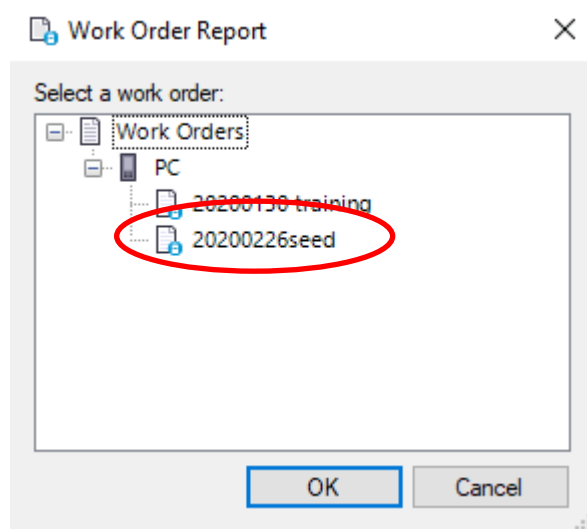 Work Order Report
Select a work order:
Work Orders
PC
20200130 training
20200226seed
OK
Cancel